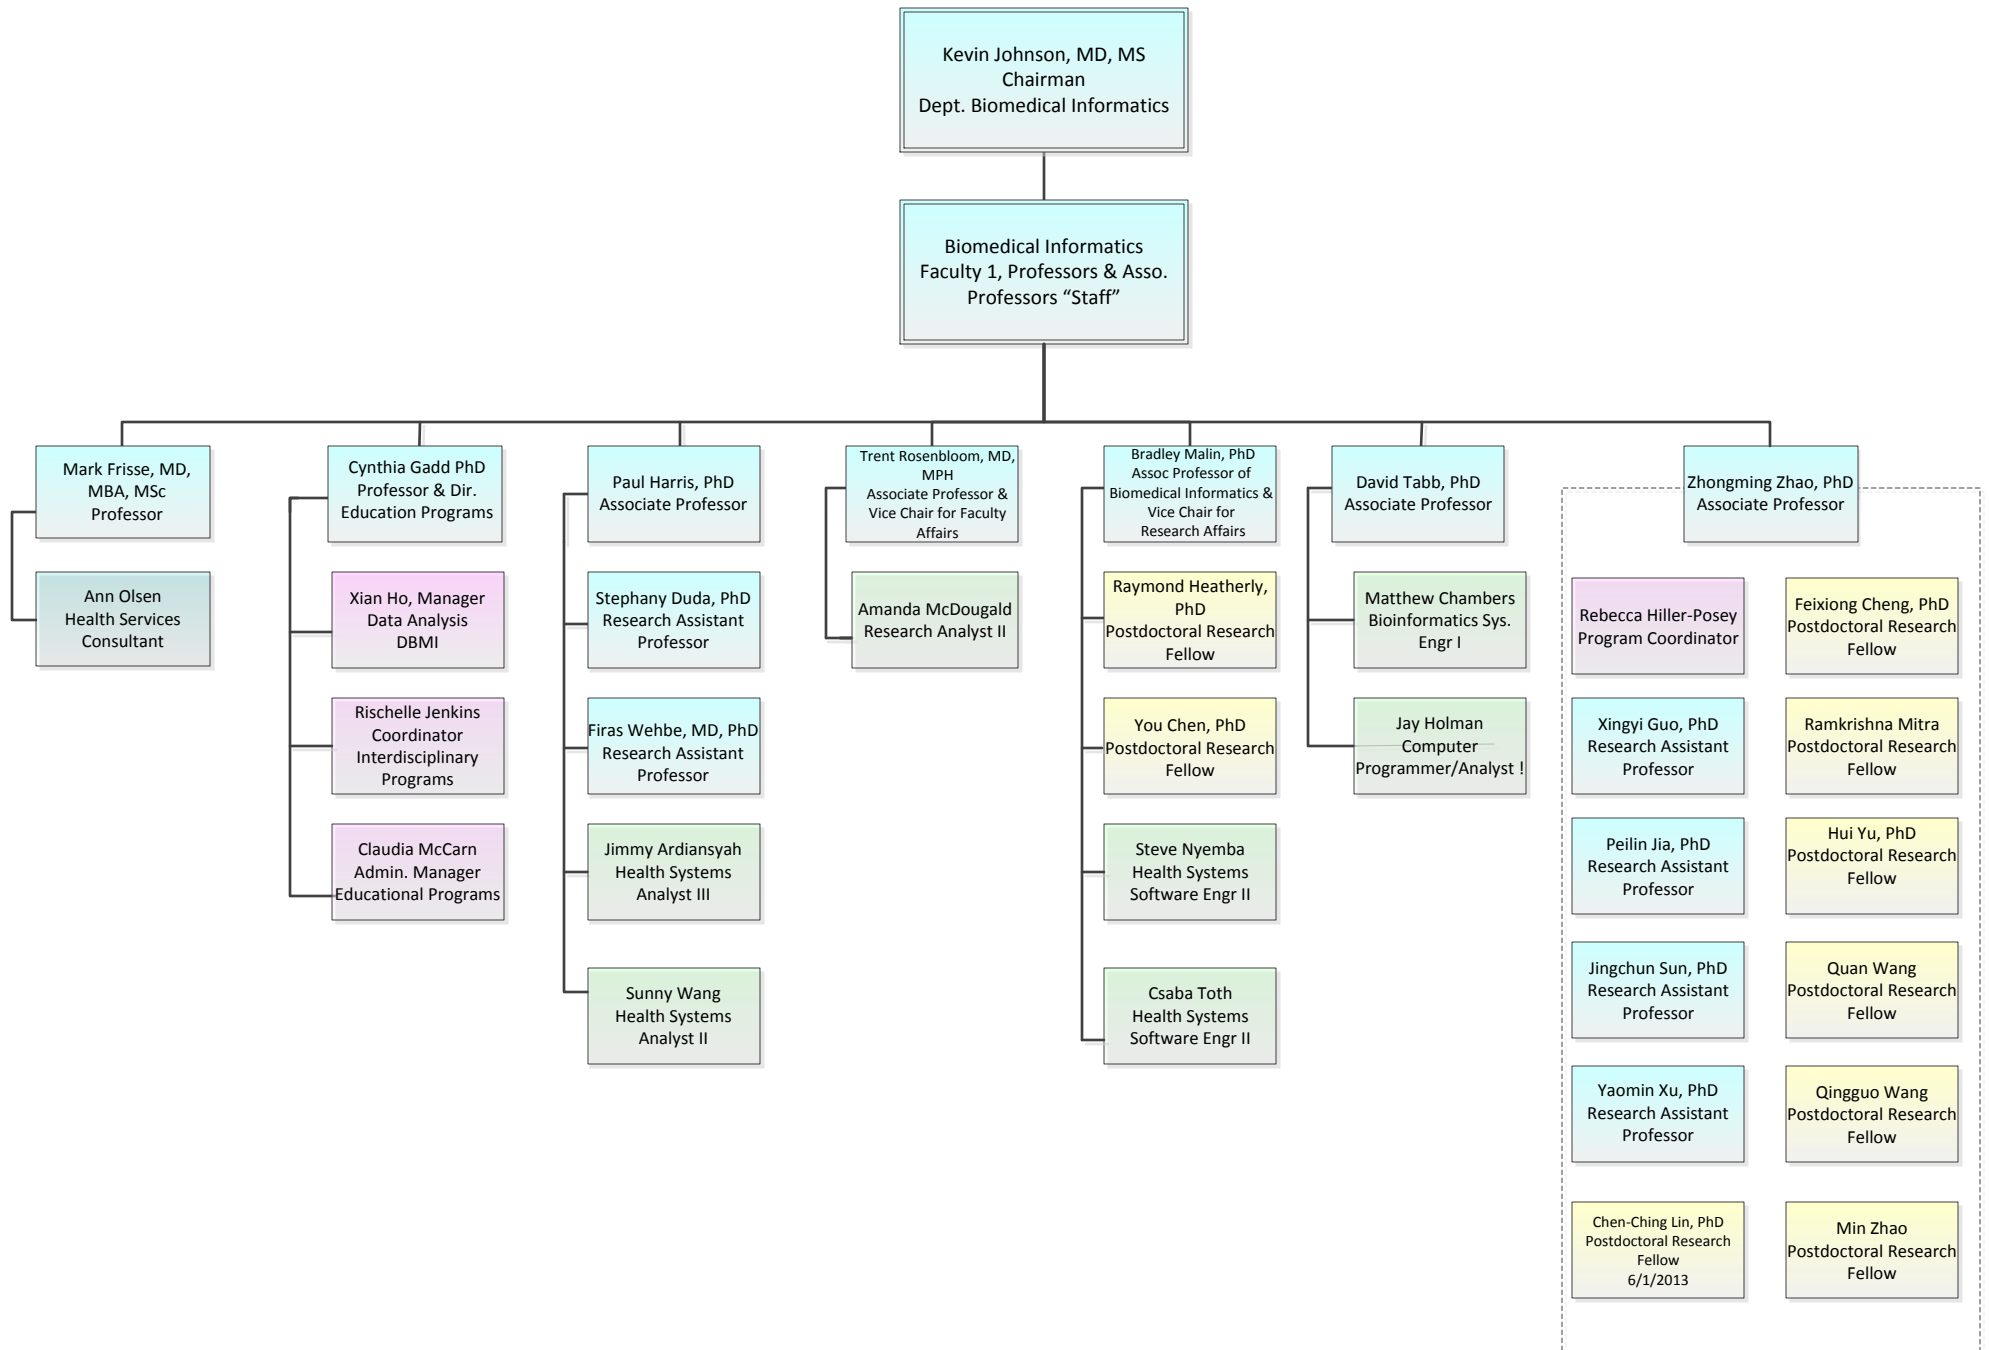 Kevin Johnson, MD, MS
Chairman
Dept. Biomedical Informatics
Biomedical Informatics
Faculty 1, Professors & Asso.
Professors “Staff”
Mark Frisse, MD,
MBA, MSc
Professor
Ann Olsen
Health Services
Consultant
Cynthia Gadd PhD
Professor & Dir.
Education Programs
Xian Ho, Manager
Data Analysis
DBMI
Rischelle Jenkins
Coordinator
Interdisciplinary
Programs
Claudia McCarn
Admin. Manager
Educational Programs
Paul Harris, PhD
Associate Professor
Stephany Duda, PhD
Research Assistant
Professor
Firas Wehbe, MD, PhD
Research Assistant
Professor
Jimmy Ardiansyah
Health Systems
Analyst III
Sunny Wang
Health Systems
Analyst II
Trent Rosenbloom, MD,
MPH
Associate Professor &
Vice Chair for Faculty
Affairs
Amanda McDougald
Research Analyst II
Bradley Malin, PhD
Assoc Professor of
Biomedical Informatics &
Vice Chair for
Research Affairs
Raymond Heatherly,
PhD
Postdoctoral Research
Fellow
You Chen, PhD
Postdoctoral Research
Fellow
Steve Nyemba
Health Systems
Software Engr II
Csaba Toth
Health Systems
Software Engr II
David Tabb, PhD
Associate Professor
Matthew Chambers
Bioinformatics Sys.
Engr I
Jay Holman
Computer
Programmer/Analyst !
Zhongming Zhao, PhD
Associate Professor
Rebecca Hiller-Posey
Program Coordinator
Xingyi Guo, PhD
Research Assistant
Professor
Peilin Jia, PhD
Research Assistant
Professor
Jingchun Sun, PhD
Research Assistant
Professor
Yaomin Xu, PhD
Research Assistant
Professor
Chen-Ching Lin, PhD
Postdoctoral Research
Fellow
6/1/2013
Feixiong Cheng, PhD
Postdoctoral Research
Fellow
Ramkrishna Mitra
Postdoctoral Research
Fellow
Hui Yu, PhD
Postdoctoral Research
Fellow
Quan Wang
Postdoctoral Research
Fellow
Qingguo Wang
Postdoctoral Research
Fellow
Min Zhao
Postdoctoral Research
Fellow